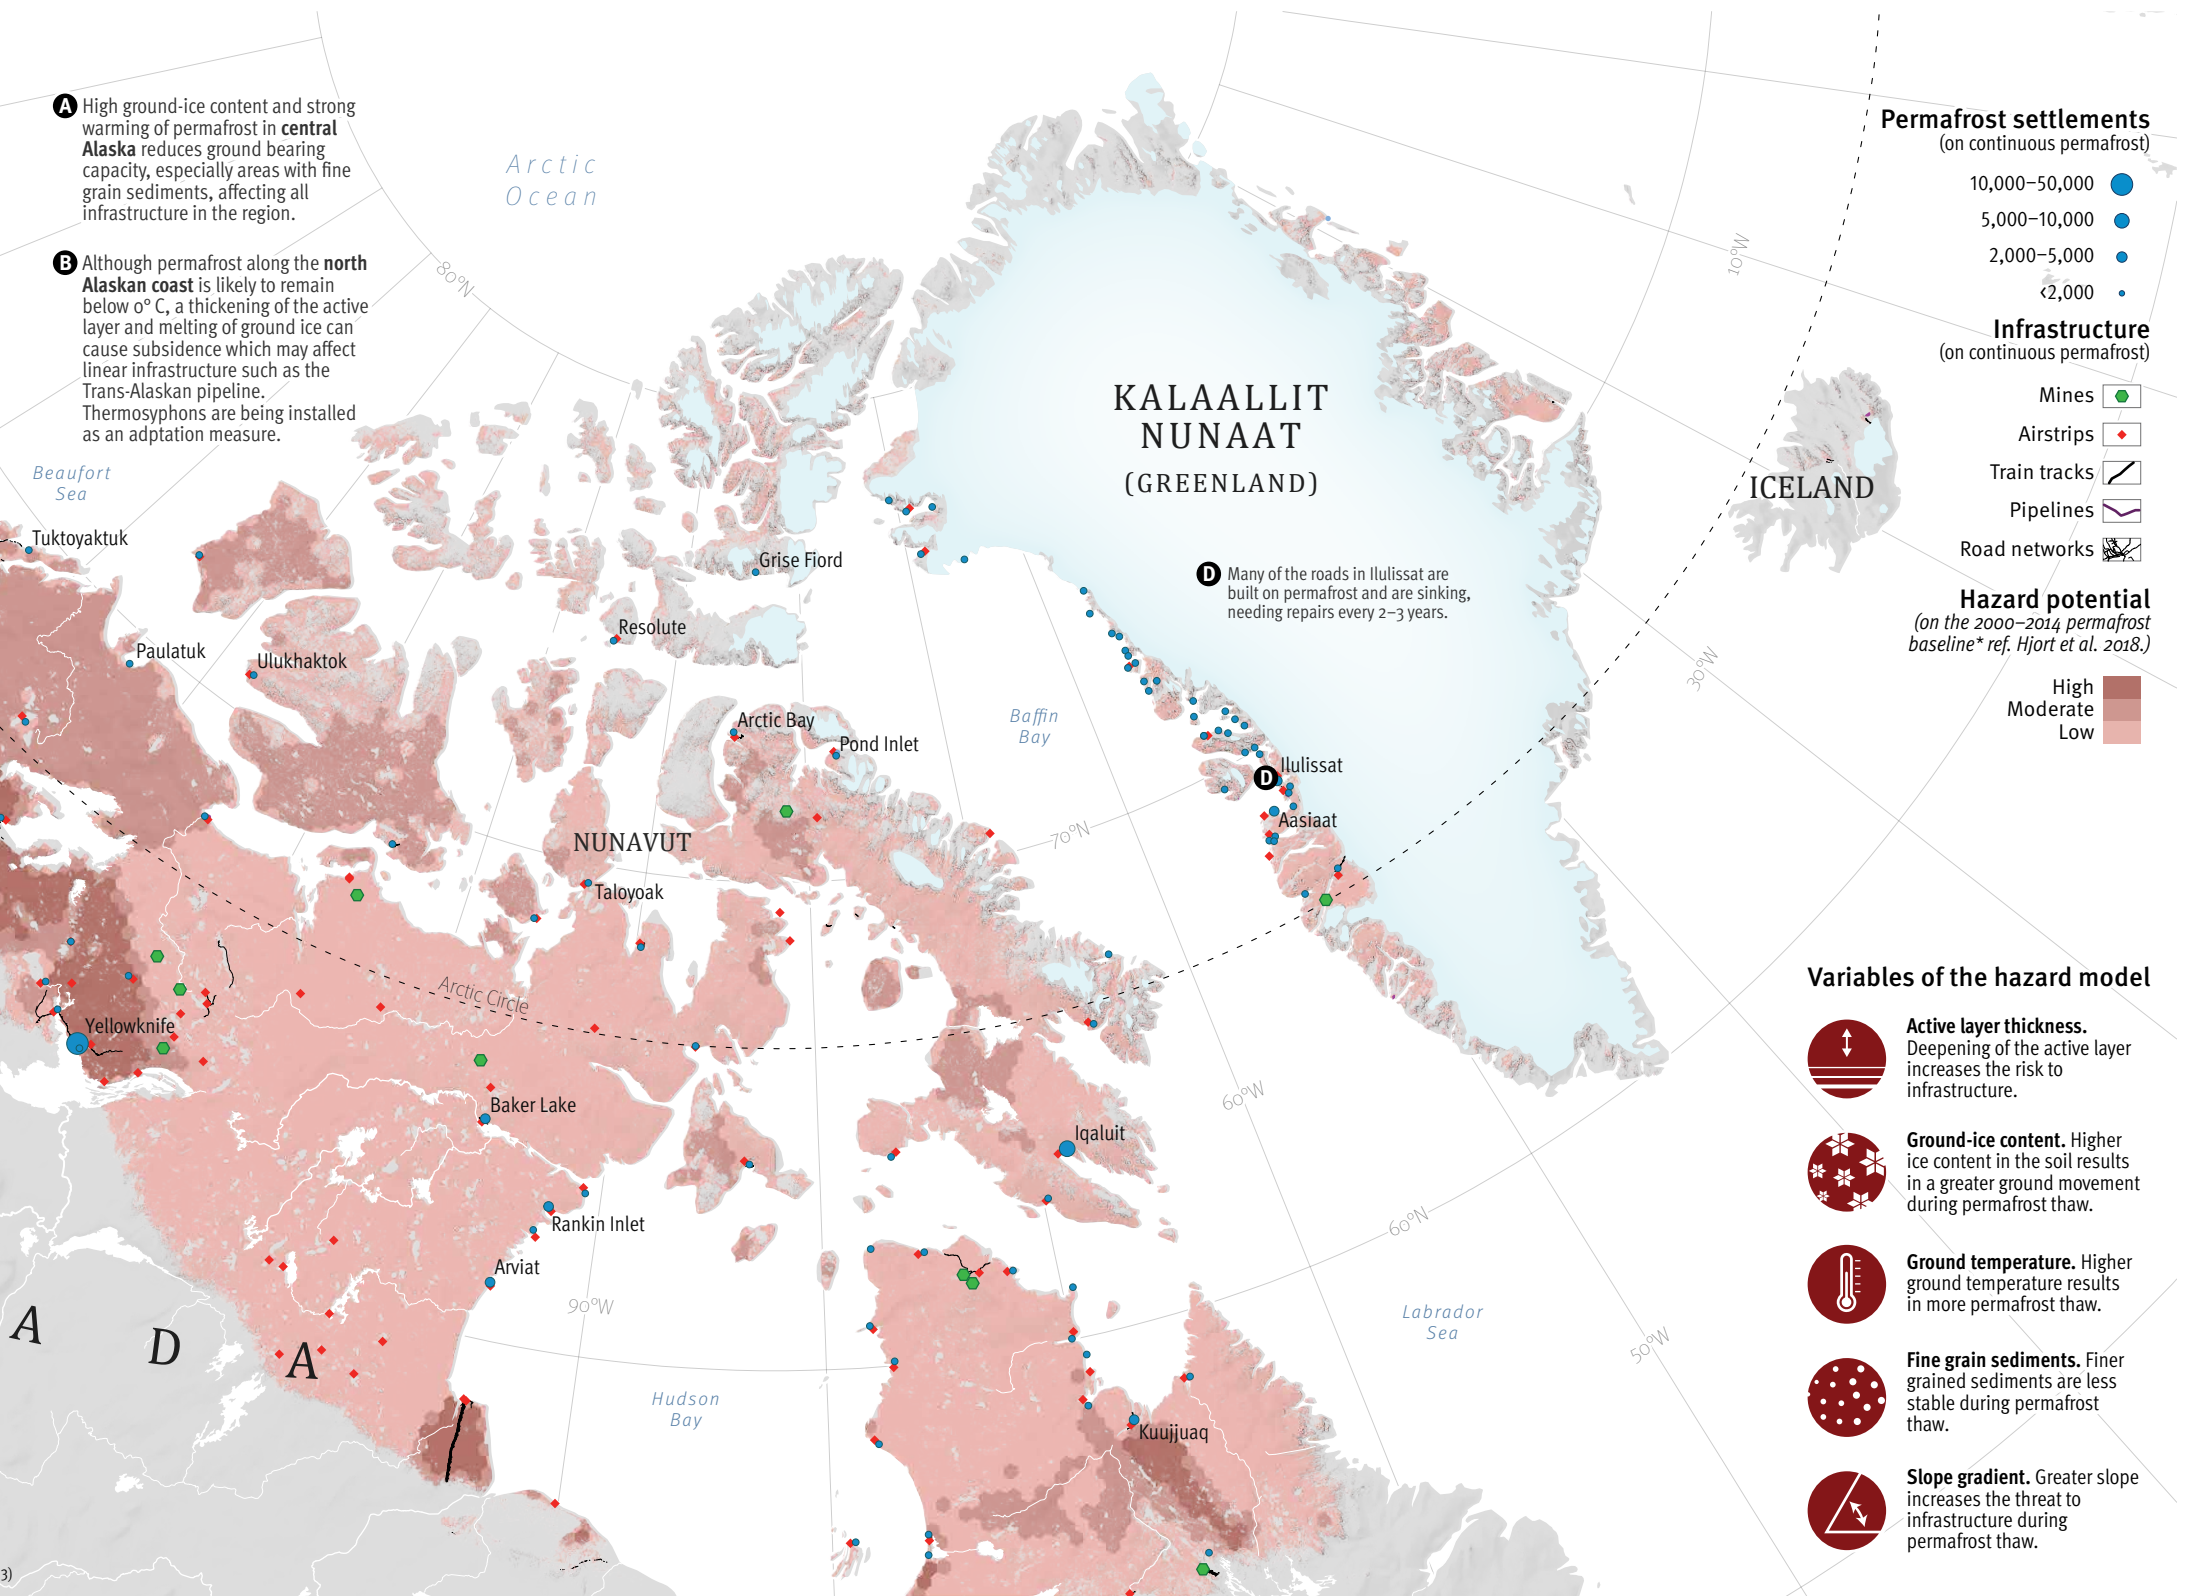 A High ground-ice content and strong
warming of permafrost in central
Alaska reduces ground bearing
capacity, especially areas with fine
grain sediments, affecting all
infrastructure in the region.
B Although permafrost along the north
Alaskan coast is likely to remain
below 0° C, a thickening of the active
layer and melting of ground ice can
cause subsidence which may affect
linear infrastructure such as the
Trans-Alaskan pipeline.
Thermosyphons are being installed
as an adptation measure.
Arctic
Ocean
80°N
Beaufort
Sea
Tuktoyaktuk
Paulatuk
Ulukhaktok
Resolute
Grise Fiord
Arctic Bay
Pond Inlet
NUNAVUT
Taloyoak
Arctic Circle
Yellowknife
Baker Lake
Rankin Inlet
Arviat
90°W
A
D
A
Hudson
Bay
3)
KALAALLIT
NUNAAT
(GREENLAND)
D Many of the roads in Ilulissat are
built on permafrost and are sinking,
needing repairs every 2–3 years.
Baffin
Bay
D
Ilulissat
Aasiaat
70°N
60°W
Iqaluit
60°N
Labrador
Sea
50°W
Kuujjuaq
10°W
ICELAND
30°W
Permafrost settlements
(on continuous permafrost)
10,000–50,000
5,000–10,000
2,000–5,000
<2,000
Infrastructure
(on continuous permafrost)
Mines
Airstrips
Train tracks
Pipelines
Road networks
Hazard potential
(on the 2000–2014 permafrost
baseline* ref. Hjort et al. 2018.)
High
Moderate
Low
Variables of the hazard model
Active layer thickness.
Deepening of the active layer
increases the risk to
infrastructure.
Ground-ice content. Higher
ice content in the soil results
in a greater ground movement
during permafrost thaw.
Ground temperature. Higher
ground temperature results
in more permafrost thaw.
Fine grain sediments. Finer
grained sediments are less
stable during permafrost
thaw.
Slope gradient. Greater slope
increases the threat to
infrastructure during
permafrost thaw.